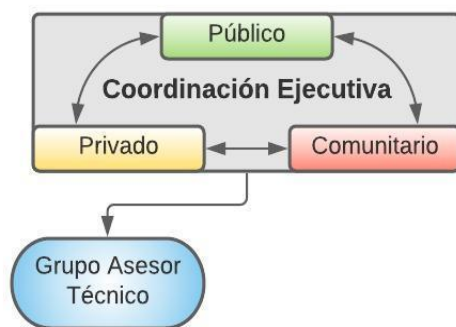 Público
Coordinación Ejecutiva
Privado
Comunitario
Grupo Asesor
Técnico